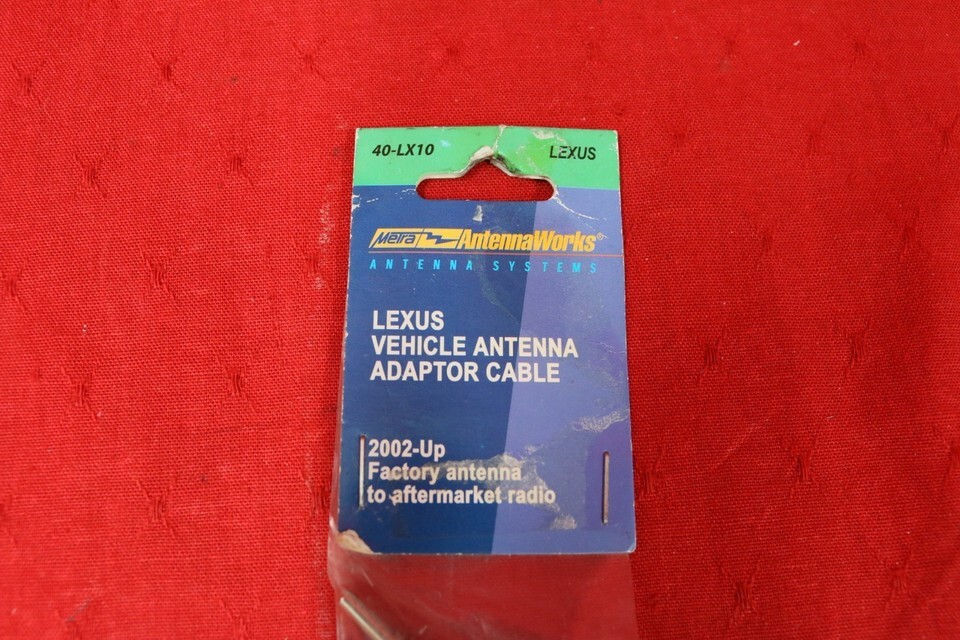 40-LX10 LEXUS
Metra AntennaWorks®
ANTENNA SYSTEMS
LEXUS
VEHICLE ANTENNA
ADAPTOR CABLE
2002-Up
Factory antenna
to aftermarket radio